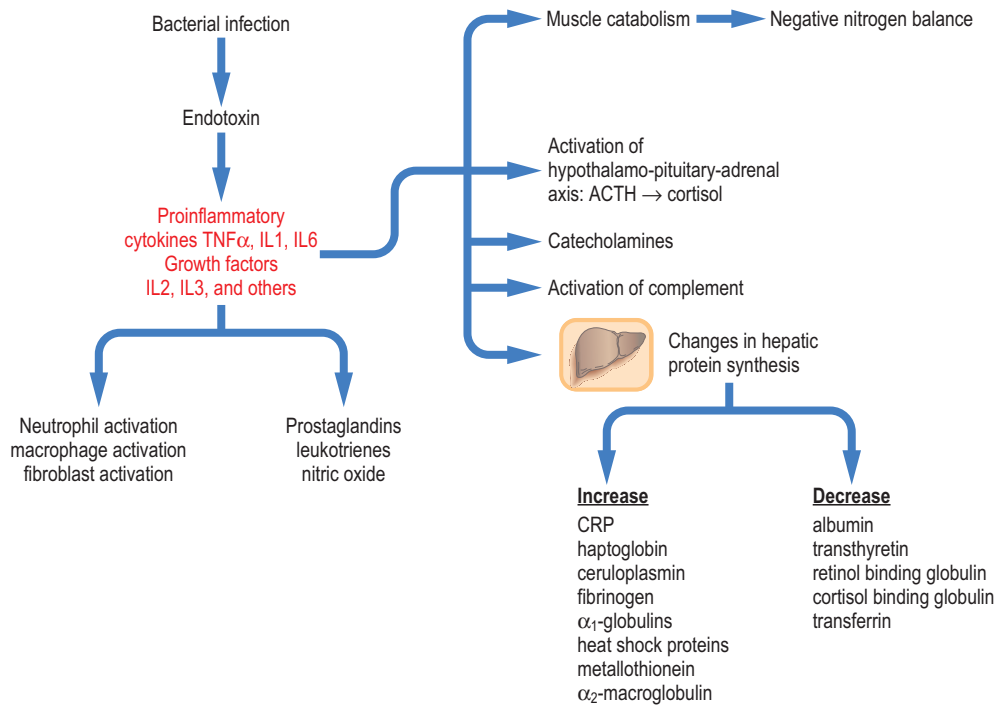 Bacterial infection
Endotoxin
Proinflammatory
cytokines TNFα, IL1, IL6
Growth factors
IL2, IL3, and others
Neutrophil activation
macrophage activation
fibroblast activation
Prostaglandins
leukotrienes
nitric oxide
Muscle catabolism
Negative nitrogen balance
Activation of
hypothalamo-pituitary-adrenal
axis: ACTH → cortisol
Catecholamines
Activation of complement
Changes in hepatic
protein synthesis
Increase
CRP
haptoglobin
ceruloplasmin
fibrinogen
α₁-globulins
heat shock proteins
metallothionein
α₂-macroglobulin
Decrease
albumin
transthyretin
retinol binding globulin
cortisol binding globulin
transferrin